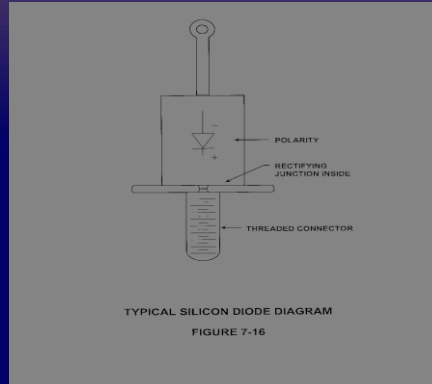 –
+
POLARITY
RECTIFYING
JUNCTION INSIDE
THREADED CONNECTOR
TYPICAL SILICON DIODE DIAGRAM
FIGURE 7-16